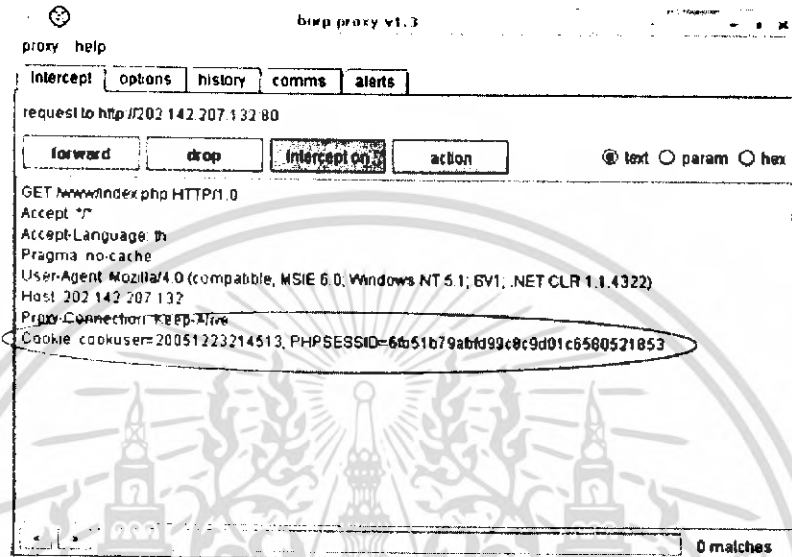 burp proxy v1.3
proxy help
intercept options history comms alerts
request to http://202.142.207.132:80
forward drop intercept on action text param hex
GET /www/index.php HTTP/1.0
Accept: */*
Accept-Language: th
Pragma: no-cache
User-Agent: Mozilla/4.0 (compatible; MSIE 6.0; Windows NT 5.1; SV1; .NET CLR 1.1.4322)
Host: 202.142.207.132
Proxy-Connection: Keep-Alive
Cookie: cookuser=20051223214513; PHPSESSID=6fb51b79abfd99c8c9d01c6580521853
0 matches